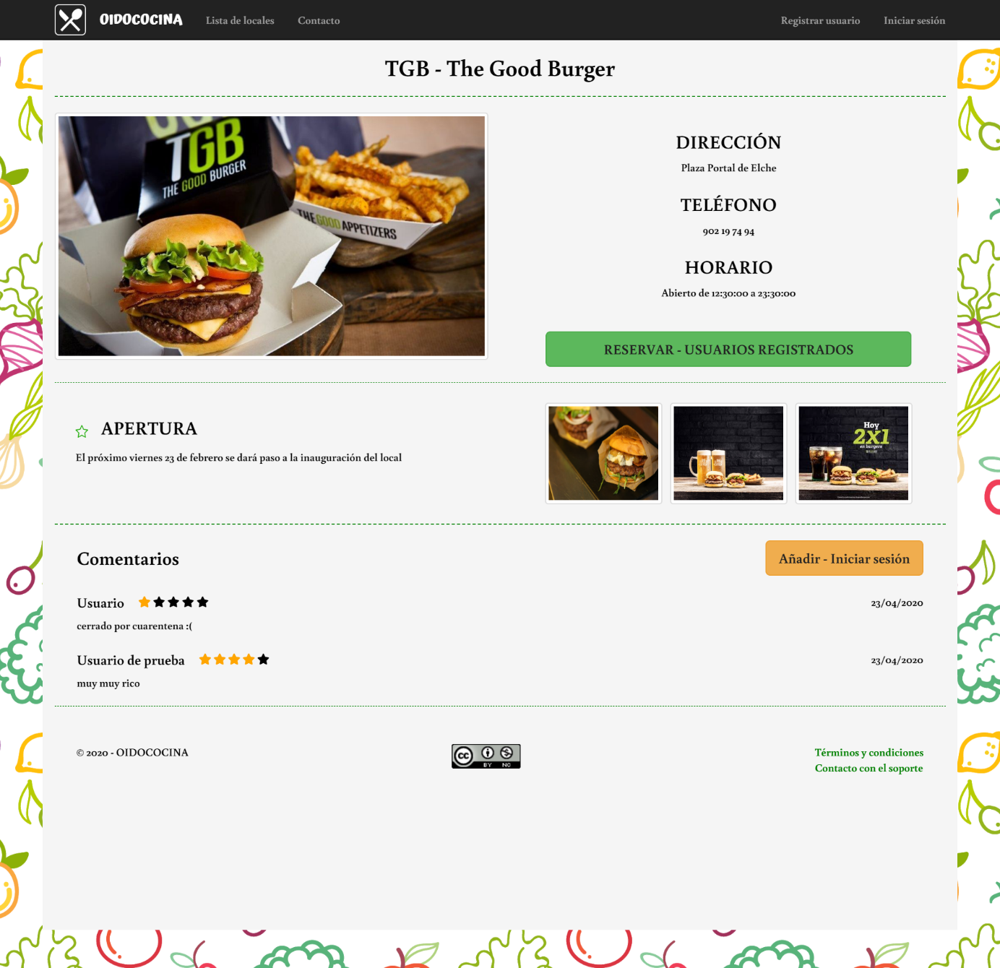 OIDOCOCINA
Lista de locales
Contacto
Registrar usuario
Iniciar sesión
TGB - The Good Burger
TGB
THE GOOD BURGER
THE GOOD APPETIZERS
DIRECCIÓN
Plaza Portal de Elche
TELÉFONO
902 19 74 94
HORARIO
Abierto de 12:30:00 a 23:30:00
RESERVAR - USUARIOS REGISTRADOS
APERTURA
El próximo viernes 23 de febrero se dará paso a la inauguración del local
Hoy
2x1
en burgers
Comentarios
Añadir - Iniciar sesión
Usuario
23/04/2020
cerrado por cuarentena :(
Usuario de prueba
23/04/2020
muy muy rico
© 2020 - OIDOCOCINA
cc
BY NC
Términos y condiciones
Contacto con el soporte